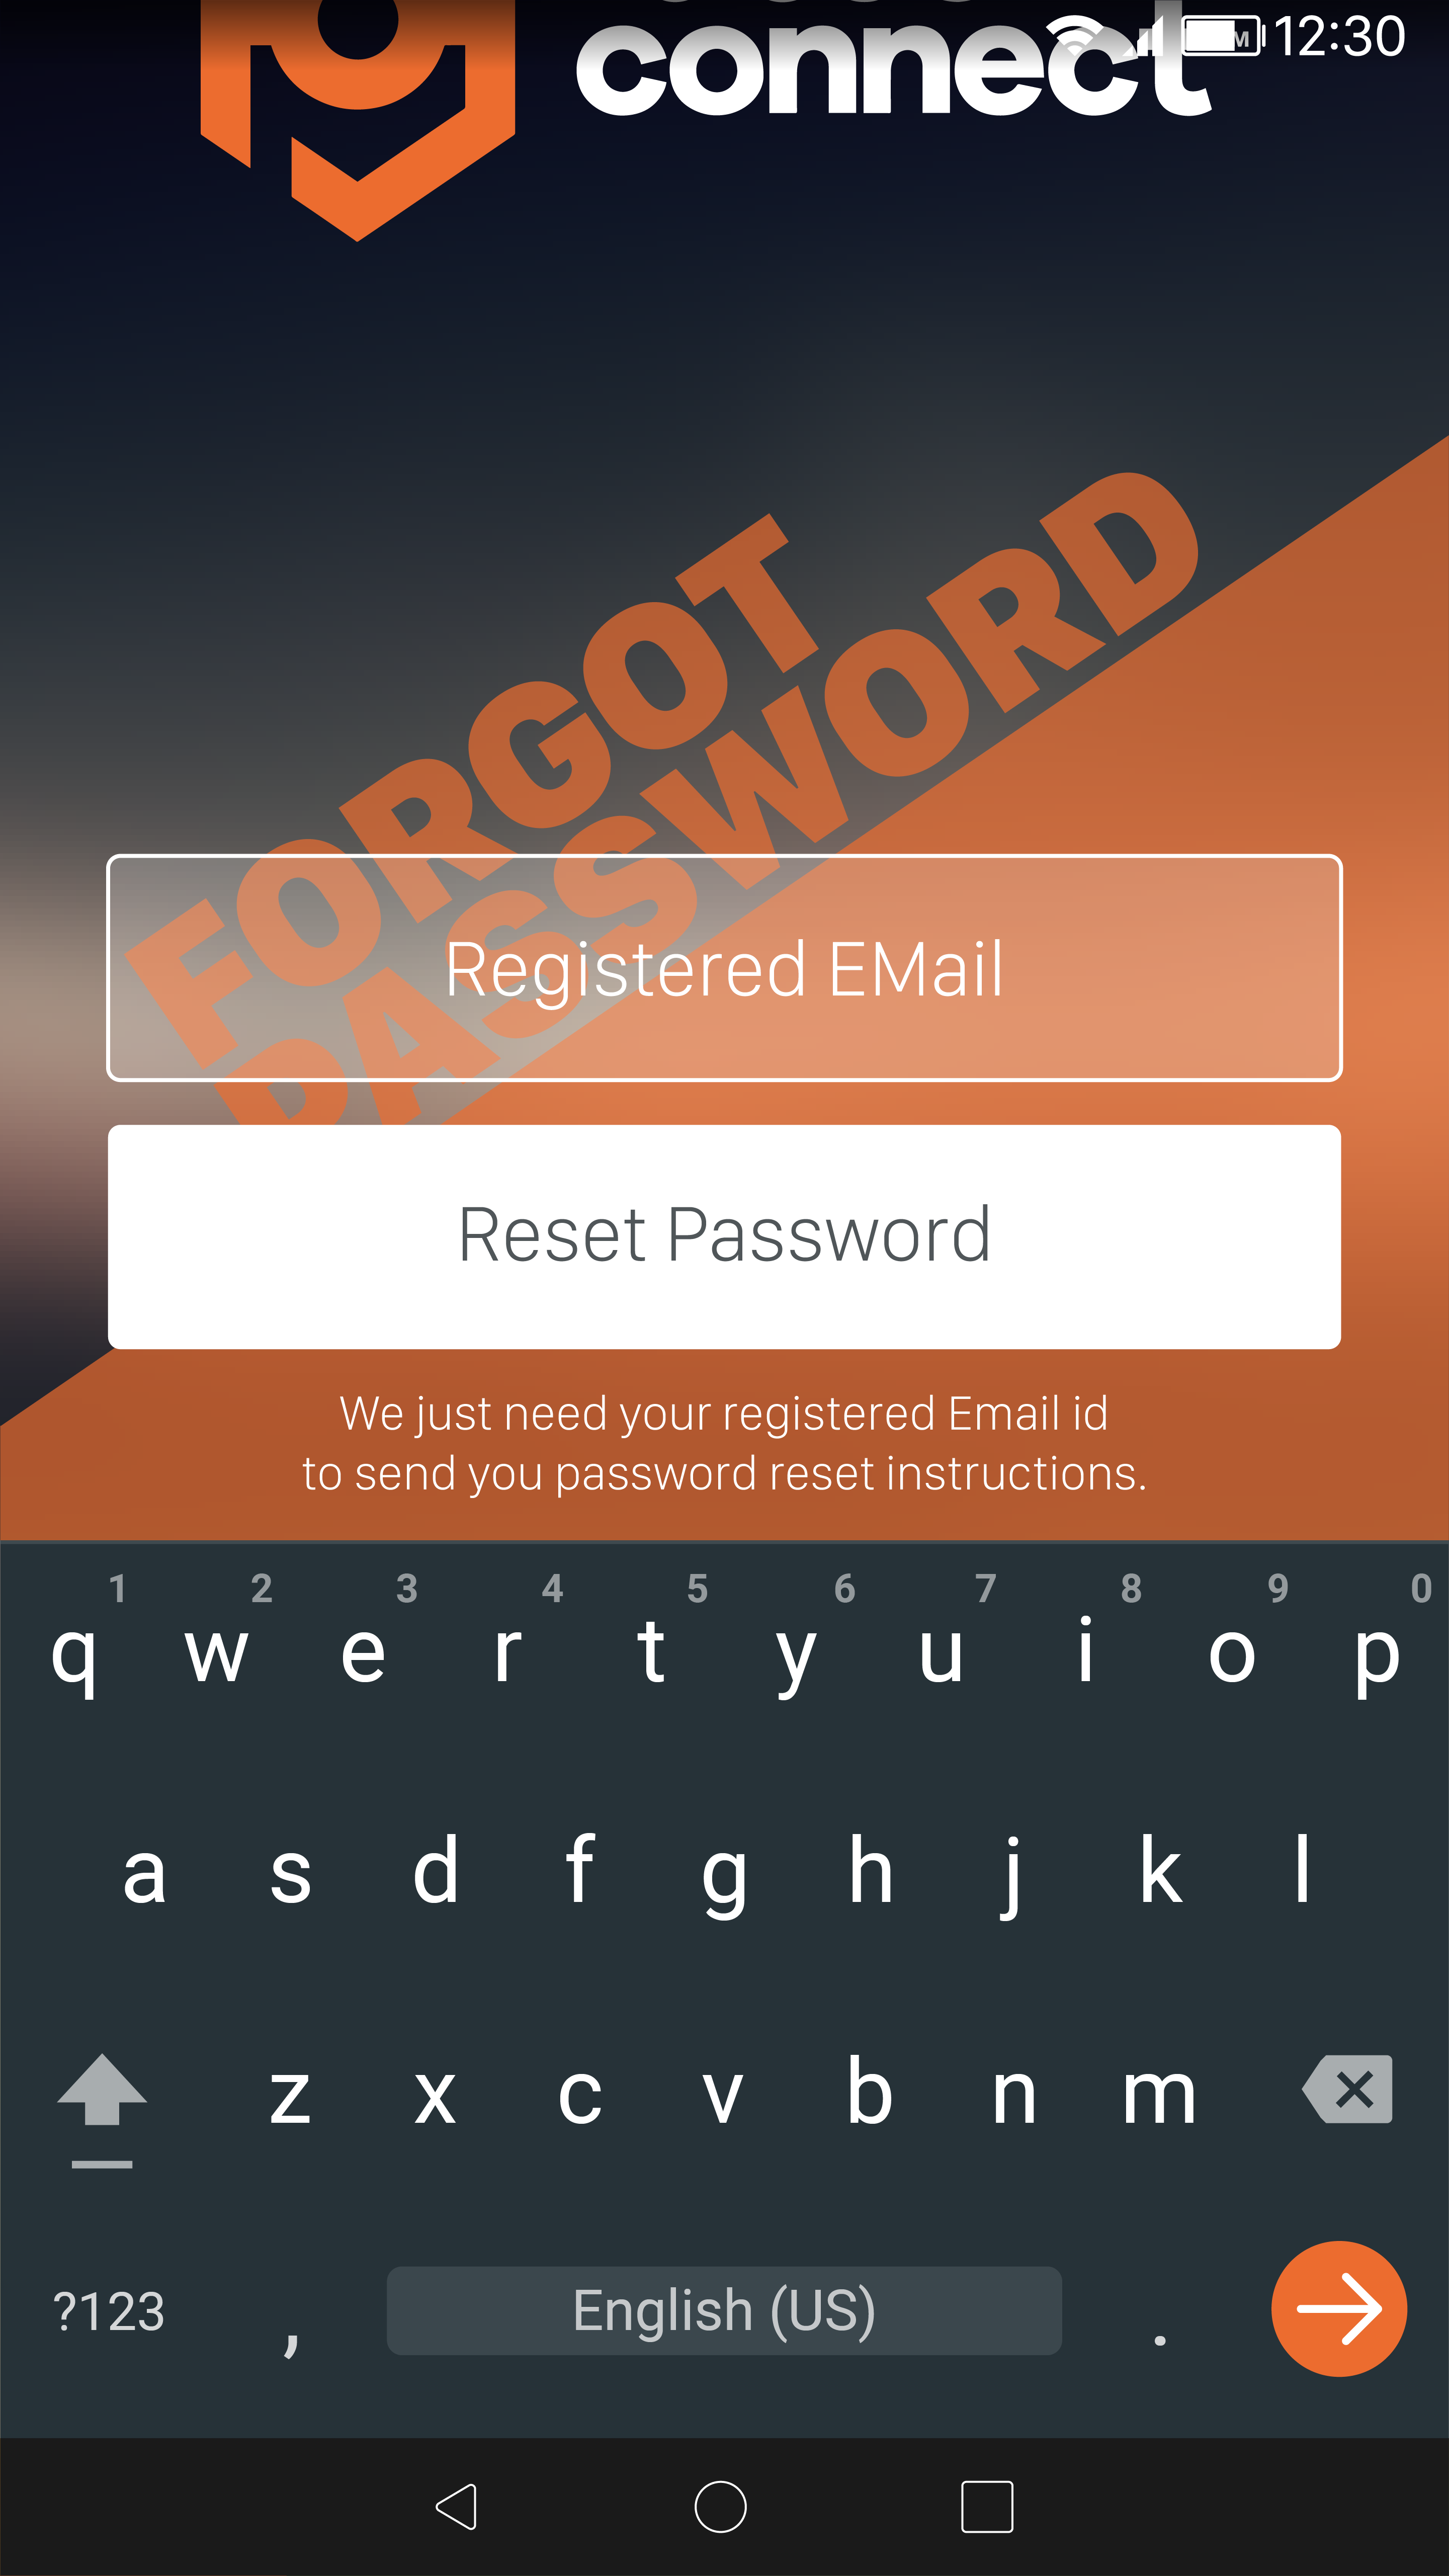 12:30
connect
FORGOT
PASSWORD
Registered EMail
Reset Password
We just need your registered Email id
to send you password reset instructions.
1 2 3 4 5 6 7 8 9 0
q w e r t y u i o p
a s d f g h j k l
z x c v b n m
?123 , English (US) .